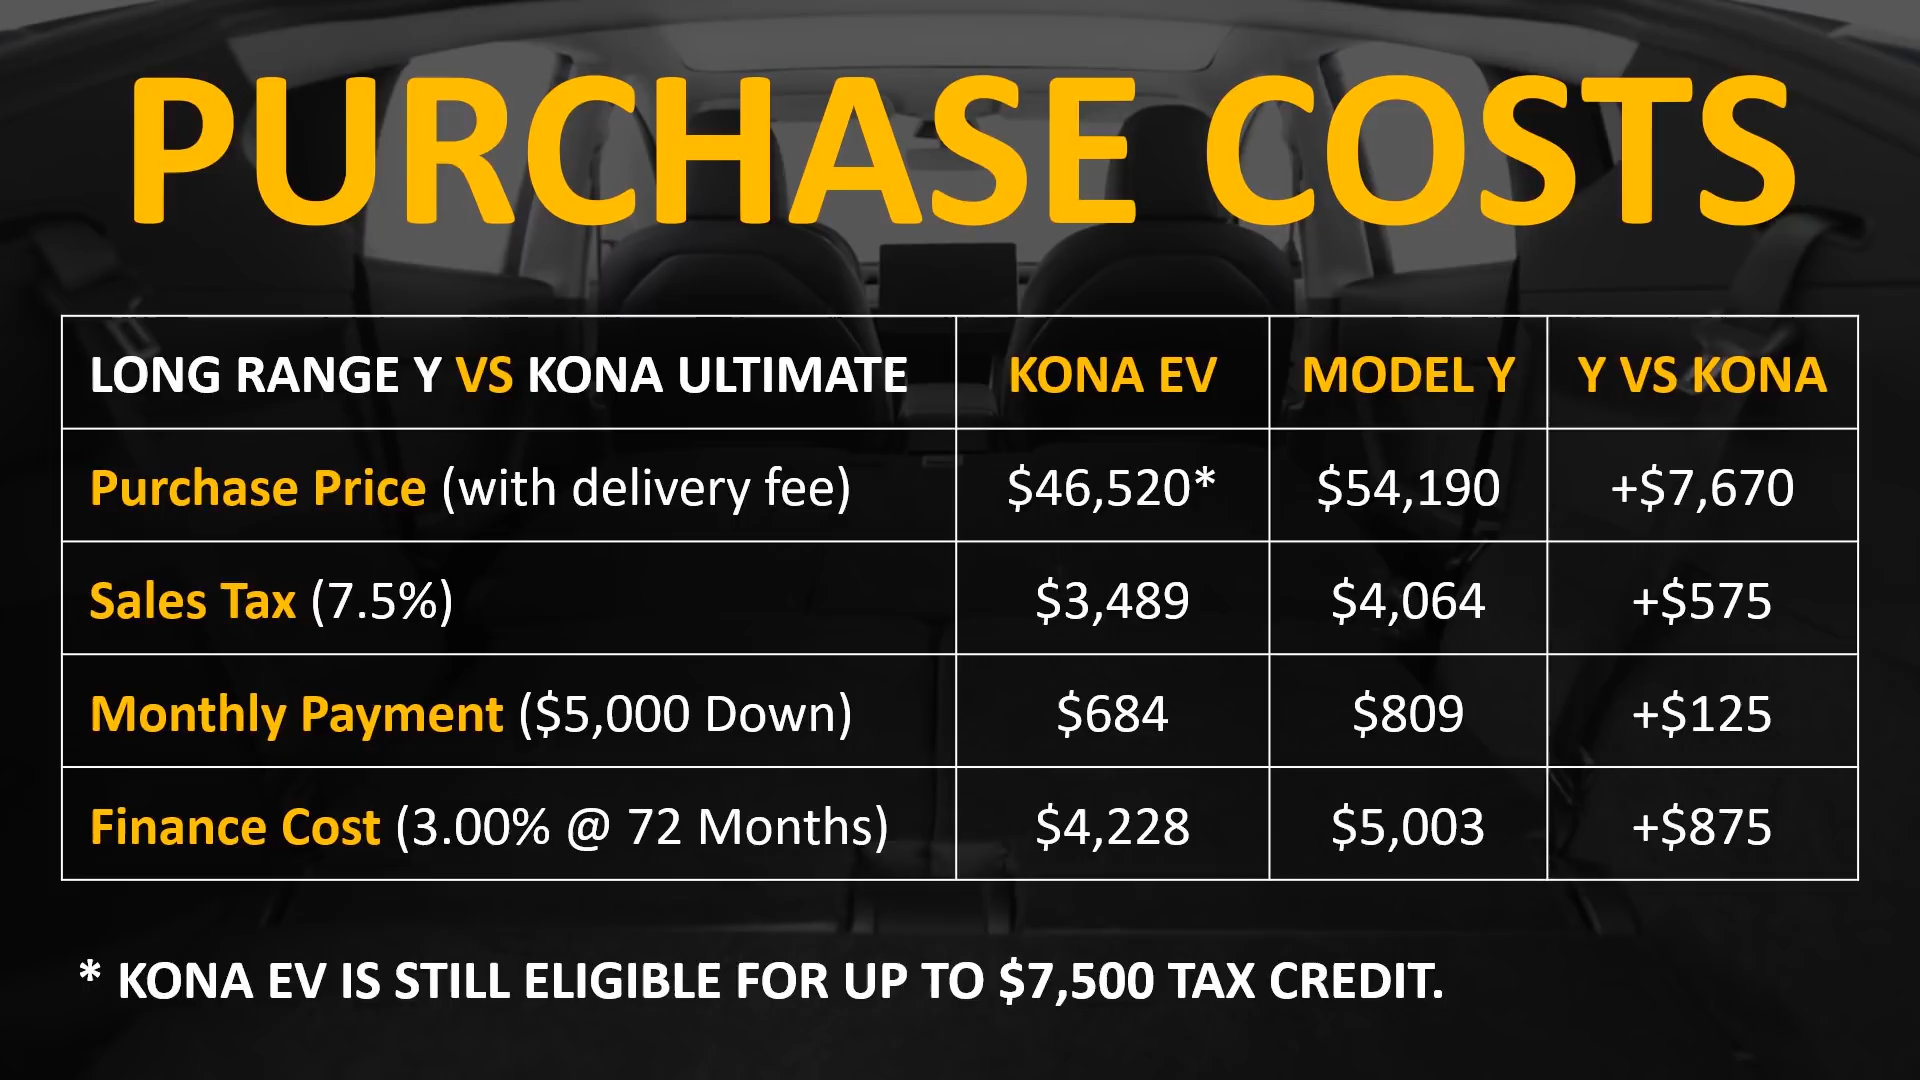 PURCHASE COSTS
LONG RANGE Y VS KONA ULTIMATE KONA EV MODEL Y Y VS KONA
Purchase Price (with delivery fee) $46,520* $54,190 +$7,670
Sales Tax (7.5%) $3,489 $4,064 +$575
Monthly Payment ($5,000 Down) $684 $809 +$125
Finance Cost (3.00% @ 72 Months) $4,228 $5,003 +$875
* KONA EV IS STILL ELIGIBLE FOR UP TO $7,500 TAX CREDIT.